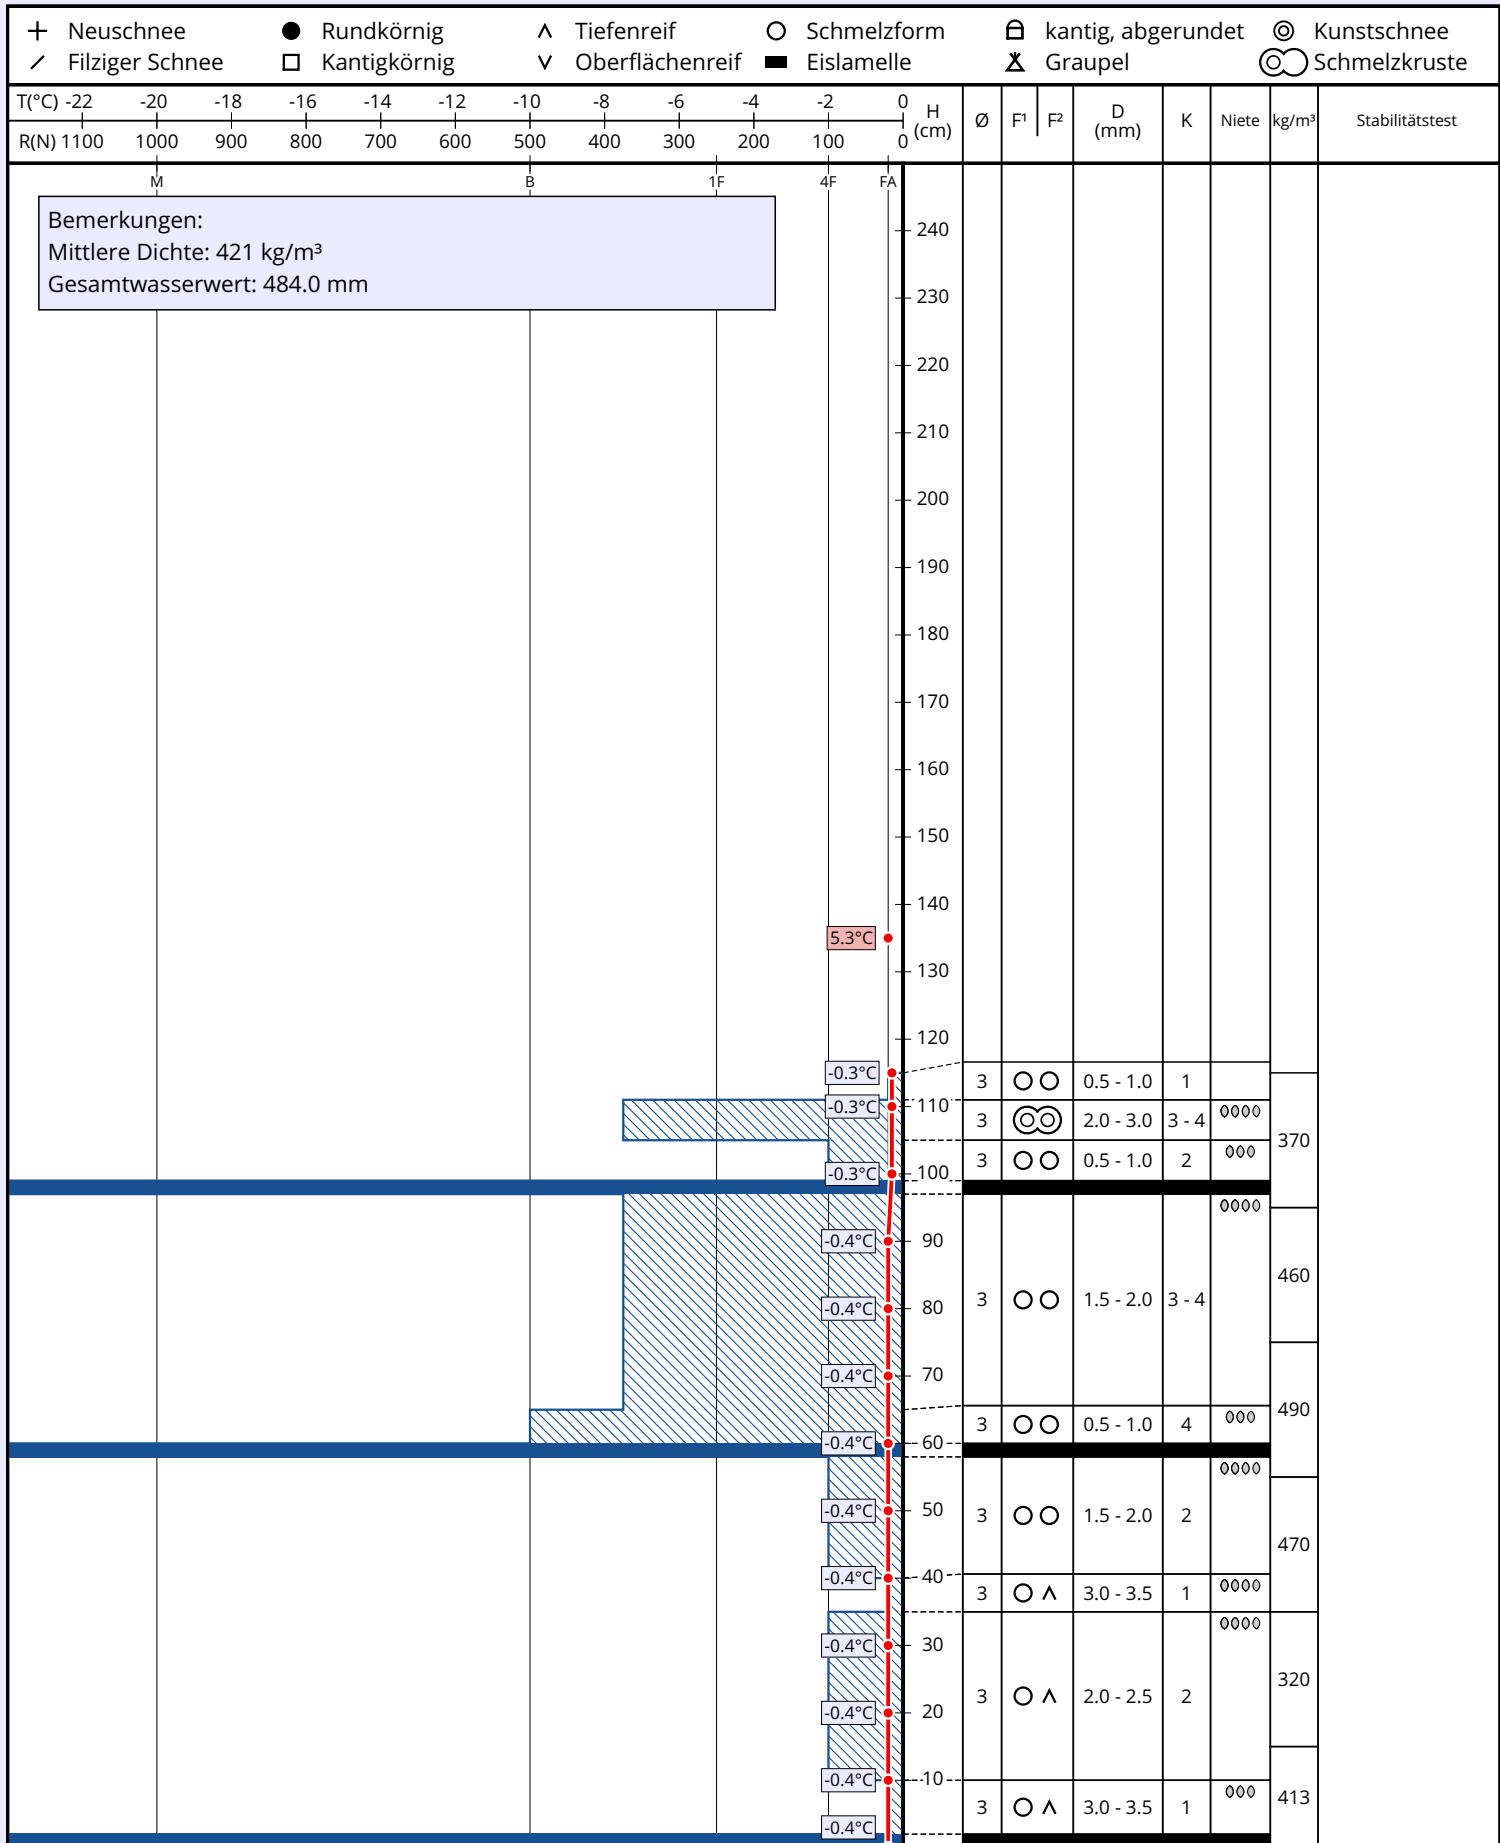 Neuschnee Rundkörnig Tiefenreif Schmelzform kantig, abgerundet Kunstschnee
Filziger Schnee Kantigkörnig Oberflächenreif Eislamelle Graupel Schmelzkruste
T(°C) -22 -20 -18 -16 -14 -12 -10 -8 -6 -4 -2 0
R(N) 1100 1000 900 800 700 600 500 400 300 200 100 0
H (cm) Ø F¹ F² D (mm) K Niete kg/m³ Stabilitätstest
M B 1F 4F FA
Bemerkungen:
Mittlere Dichte: 421 kg/m³
Gesamtwasserwert: 484.0 mm
240
230
220
210
200
190
180
170
160
150
140
5.3°C
130
120
-0.3°C 3 0.5 - 1.0 1
-0.3°C 110 3 2.0 - 3.0 3 - 4
370
3 0.5 - 1.0 2
-0.3°C 100
-0.4°C 90
460
-0.4°C 80 3 1.5 - 2.0 3 - 4
-0.4°C 70
490
3 0.5 - 1.0 4
-0.4°C 60
-0.4°C 50 3 1.5 - 2.0 2
470
-0.4°C 40 3 3.0 - 3.5 1
-0.4°C 30
320
3 2.0 - 2.5 2
-0.4°C 20
-0.4°C 10
413
3 3.0 - 3.5 1
-0.4°C